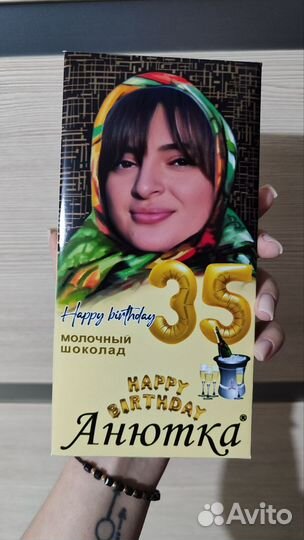 Happy birthday
35
молочный
шоколад
HAPPY
BIRTHDAY
Анютка®
Avito